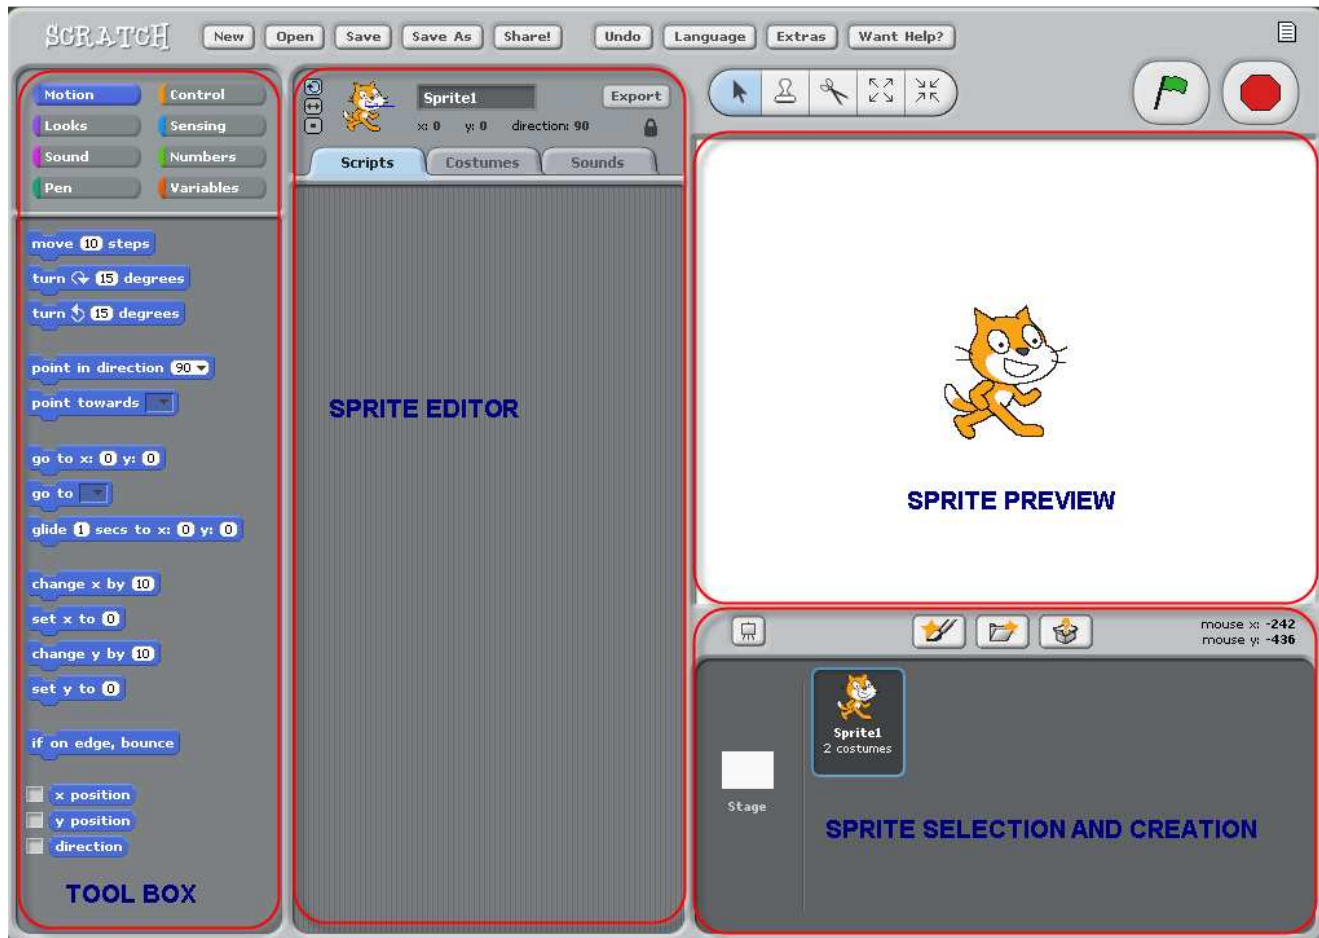 SCRATCH New Open Save Save As Share! Undo Language Extras Want Help?
Motion Control
Looks Sensing
Sound Numbers
Pen Variables
move 10 steps
turn 15 degrees
turn 15 degrees
point in direction 90
point towards
go to x: 0 y: 0
go to
glide 1 secs to x: 0 y: 0
change x by 10
set x to 0
change y by 10
set y to 0
if on edge, bounce
x position
y position
direction
TOOL BOX
Sprite1 Export
x: 0 y: 0 direction: 90
Scripts Costumes Sounds
SPRITE EDITOR
SPRITE PREVIEW
mouse x: -242
mouse y: -436
Sprite1
2 costumes
Stage
SPRITE SELECTION AND CREATION